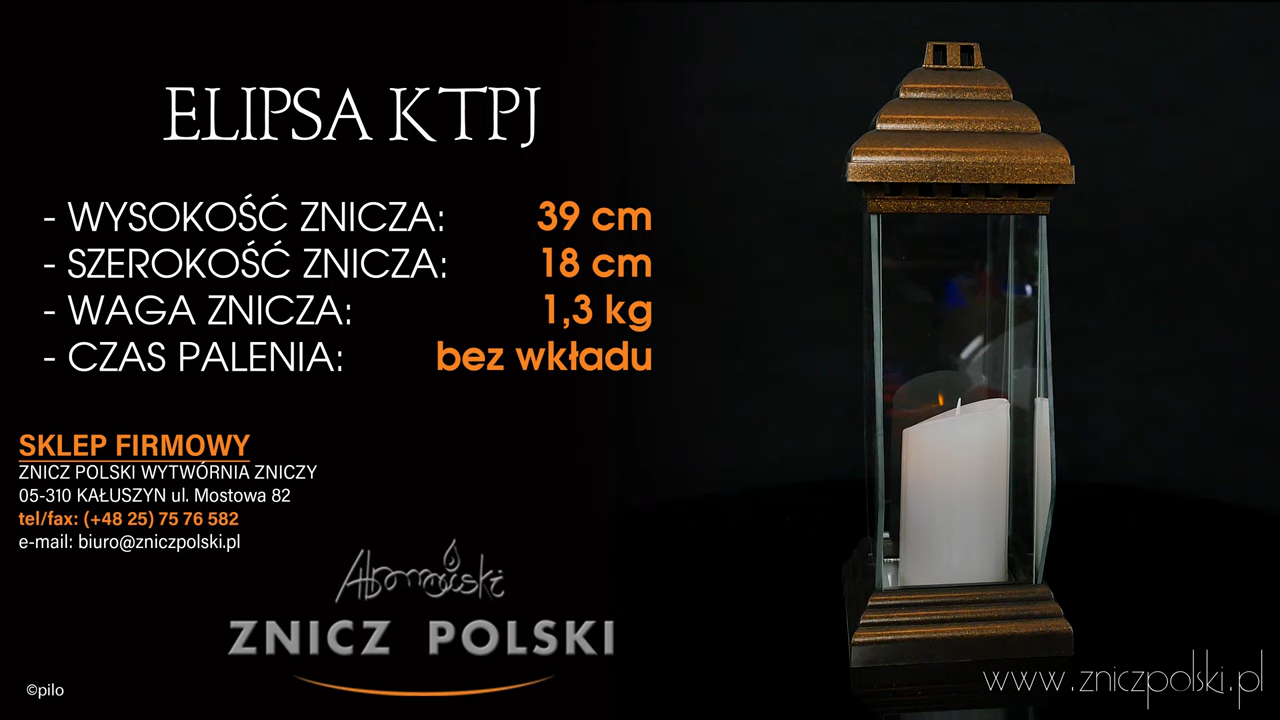 ELIPSA K TPJ
- WYSOKOŚĆ ZNICZA: 39 cm
- SZEROKOŚĆ ZNICZA: 18 cm
- WAGA ZNICZA: 1,3 kg
- CZAS PALENIA: bez wkładu
SKLEP FIRMOWY
ZNICZ POLSKI WYTWÓRNIA ZNICZY
05-310 KAŁUSZYN ul. Mostowa 82
tel/fax: (+48 25) 75 76 582
e-mail: biuro@zniczpolski.pl
ZNICZ POLSKI
www.zniczpolski.pl
©pilo